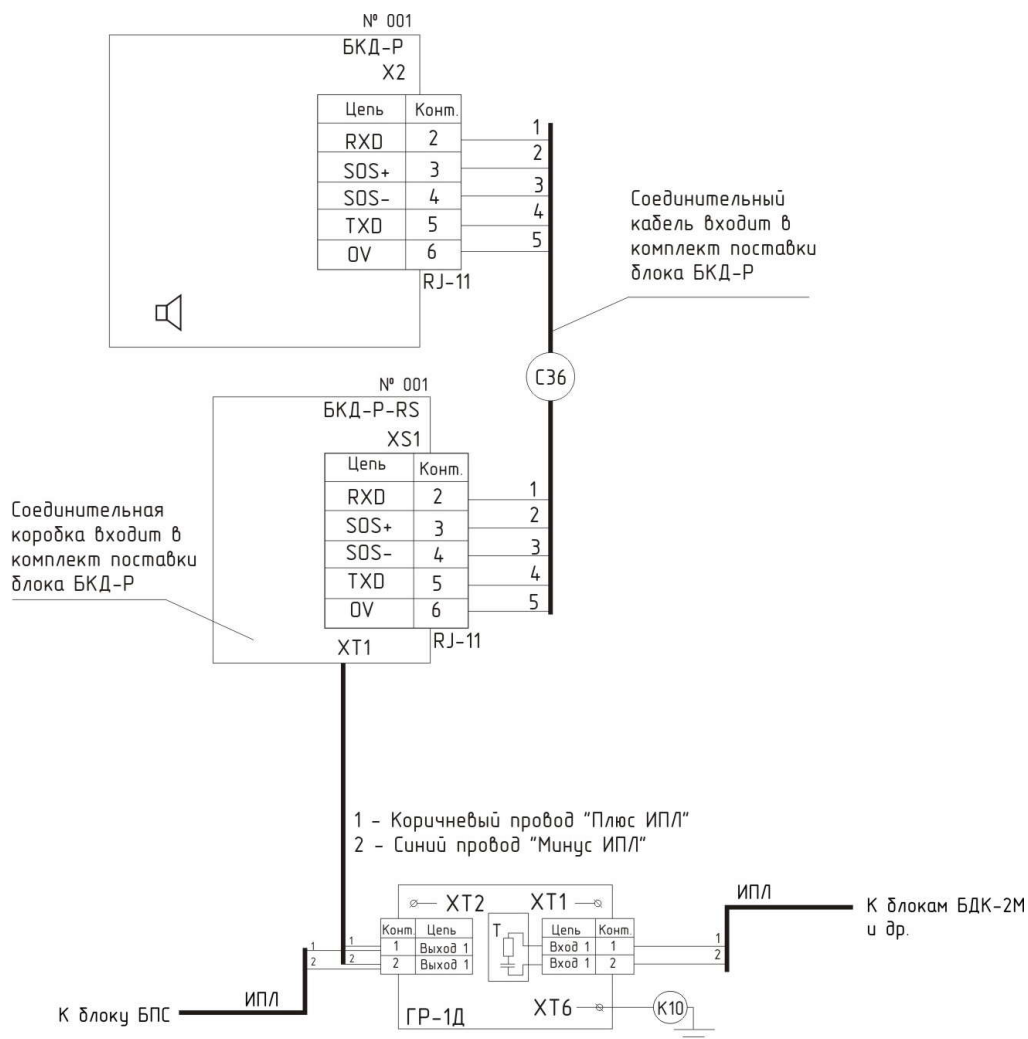 № 001
БКД-Р
Х2
Цепь Конт.
RXD 2
SOS+ 3
SOS- 4
TXD 5
0V 6
RJ-11
1
2
3
4
5
Соединительный
кабель входит в
комплект поставки
блока БКД-Р
С36
№ 001
БКД-Р-RS
XS1
Цепь Конт.
RXD 2
SOS+ 3
SOS- 4
TXD 5
0V 6
RJ-11
XT1
1
2
3
4
5
Соединительная
коробка входит в
комплект поставки
блока БКД-Р
1 - Коричневый провод "Плюс ИПЛ"
2 - Синий провод "Минус ИПЛ"
XT2 XT1
Конт. Цепь
1 Выход 1
2 Выход 1
Т
Цепь Конт.
Вход 1 1
Вход 1 2
1
2
1
2
1
2
ИПЛ
К блокам БДК-2М
и др.
ИПЛ
К блоку БПС
ГР-1Д
XT6
К10